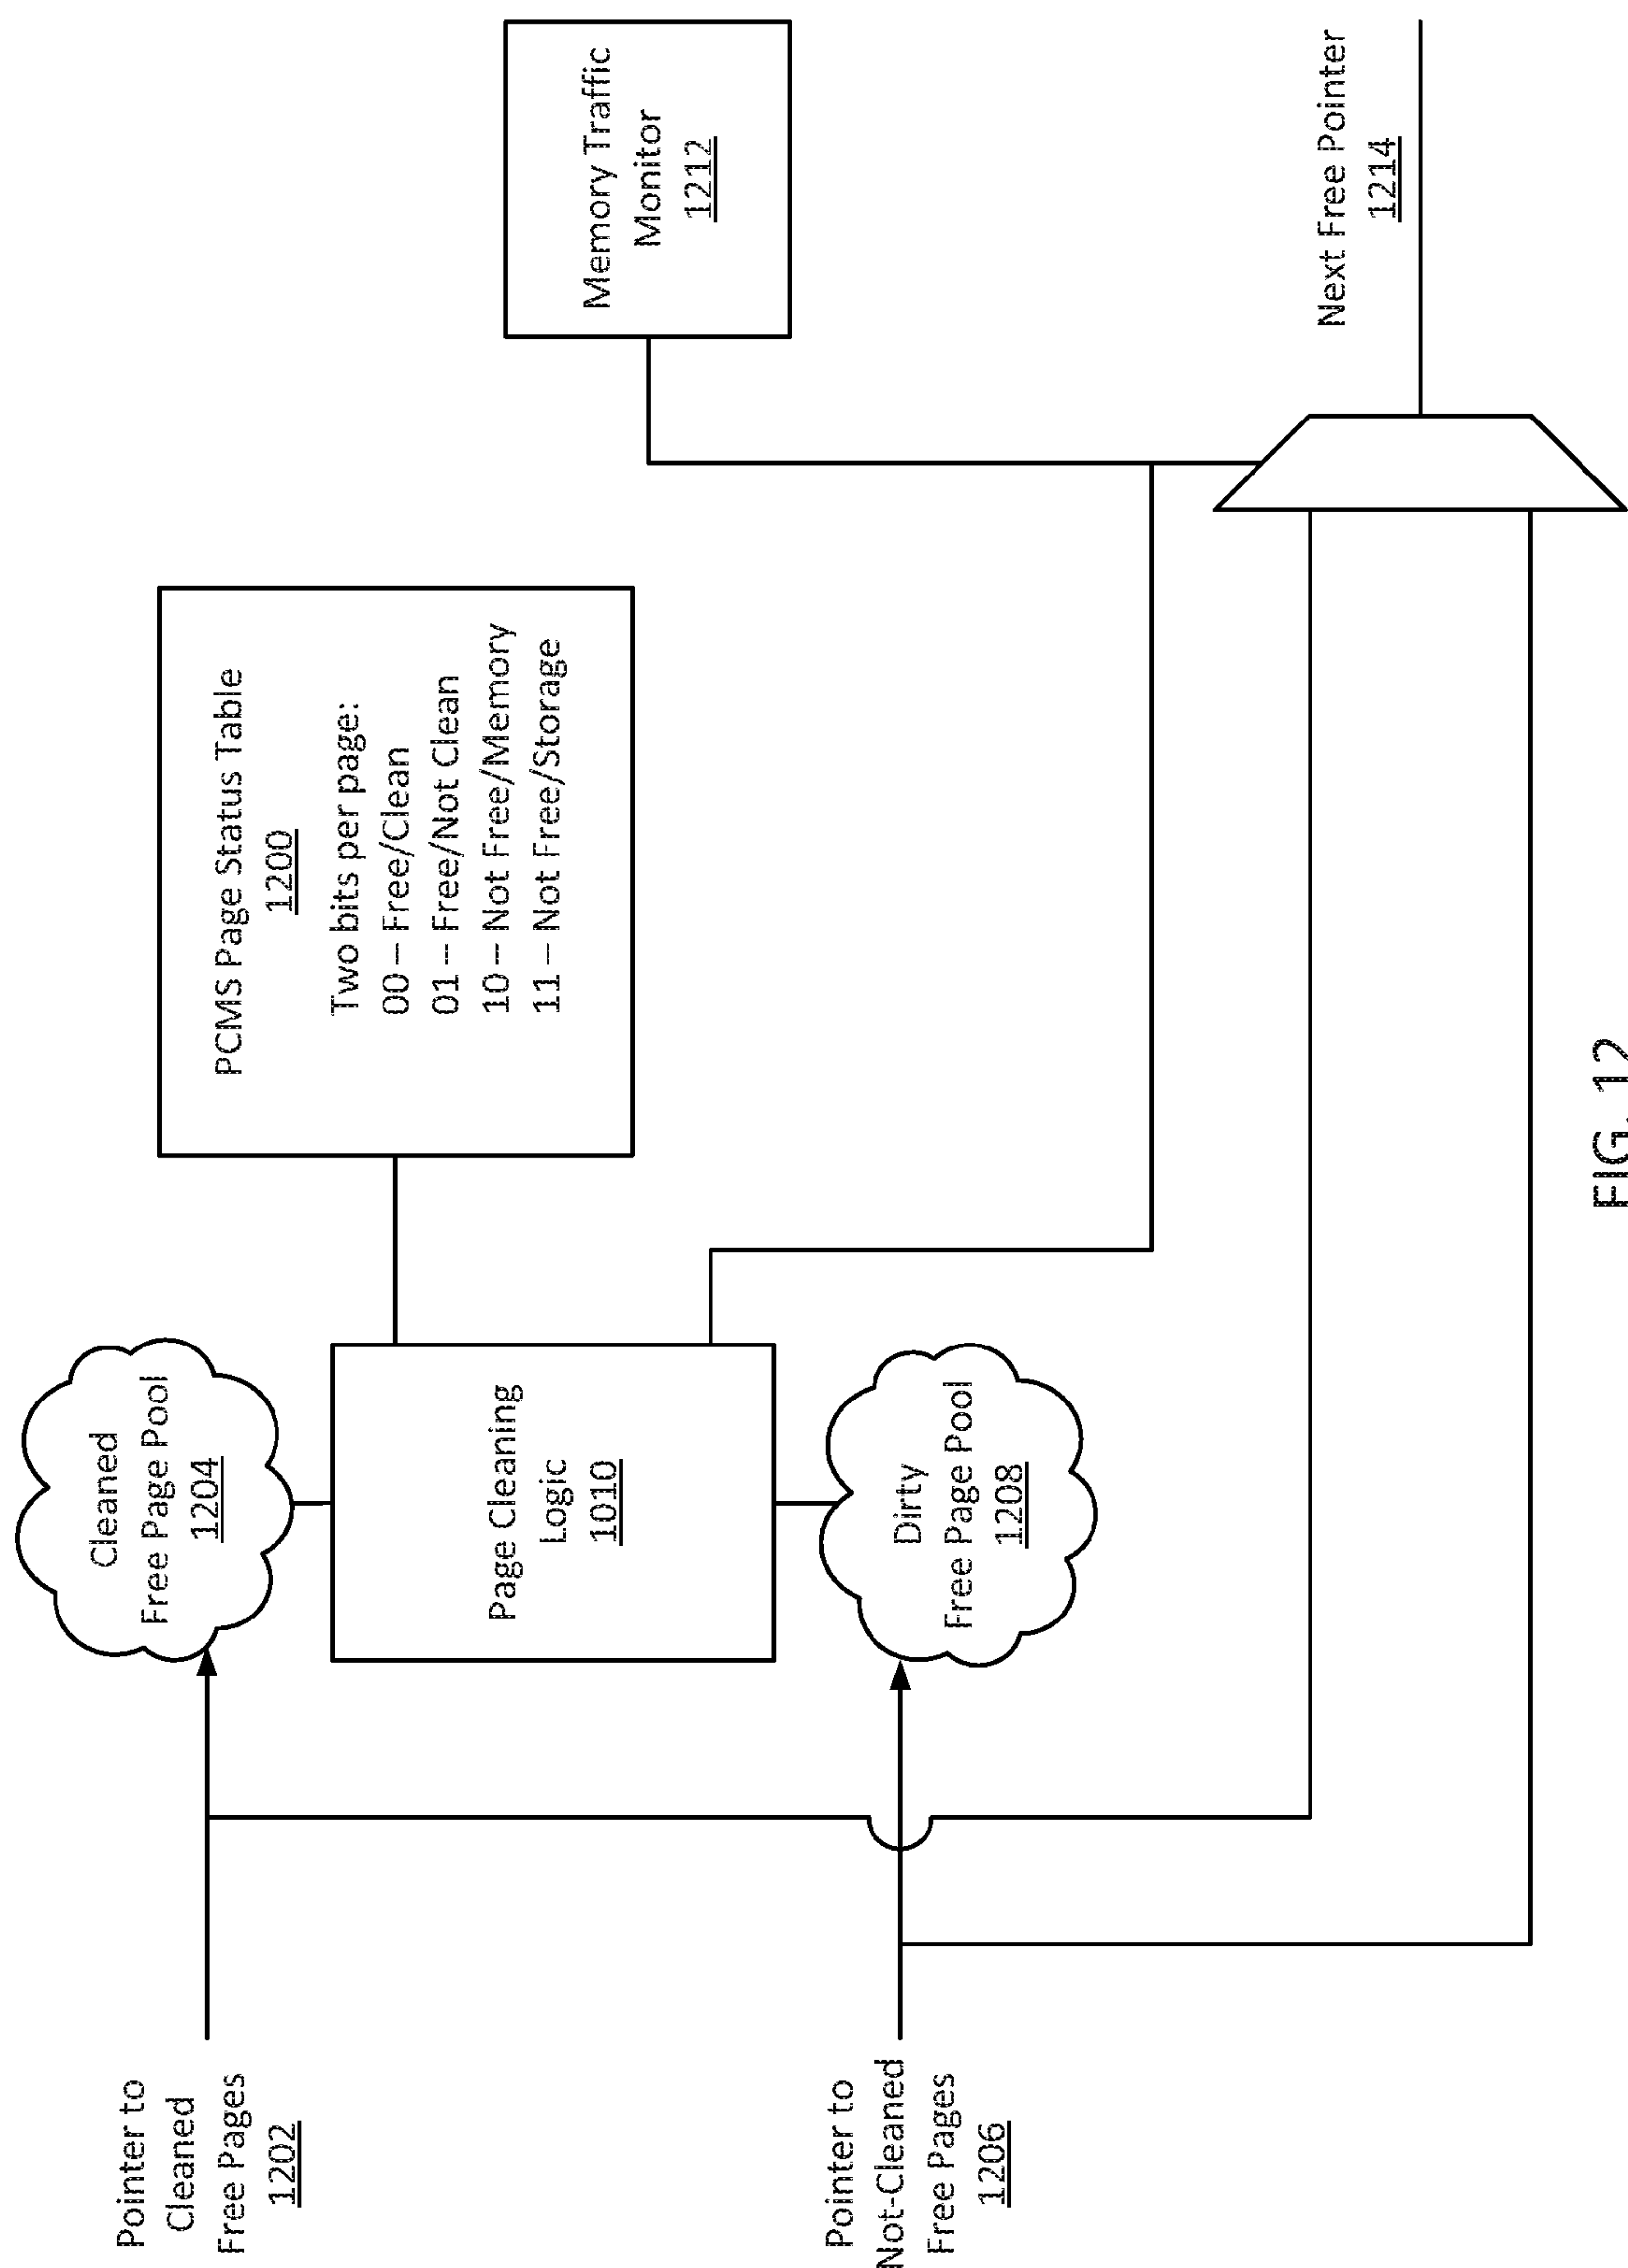 Pointer to
Cleaned
Free Pages
1202
Cleaned
Free Page Pool
1204
PCMS Page Status Table
1200
Two bits per page:
00 – Free/Clean
01 – Free/Not Clean
10 – Not Free/Memory
11 – Not Free/Storage
Memory Traffic
Monitor
1212
Page Cleaning
Logic
1010
Pointer to
Not-Cleaned
Free Pages
1206
Dirty
Free Page Pool
1208
Next Free Pointer
1214
FIG. 12